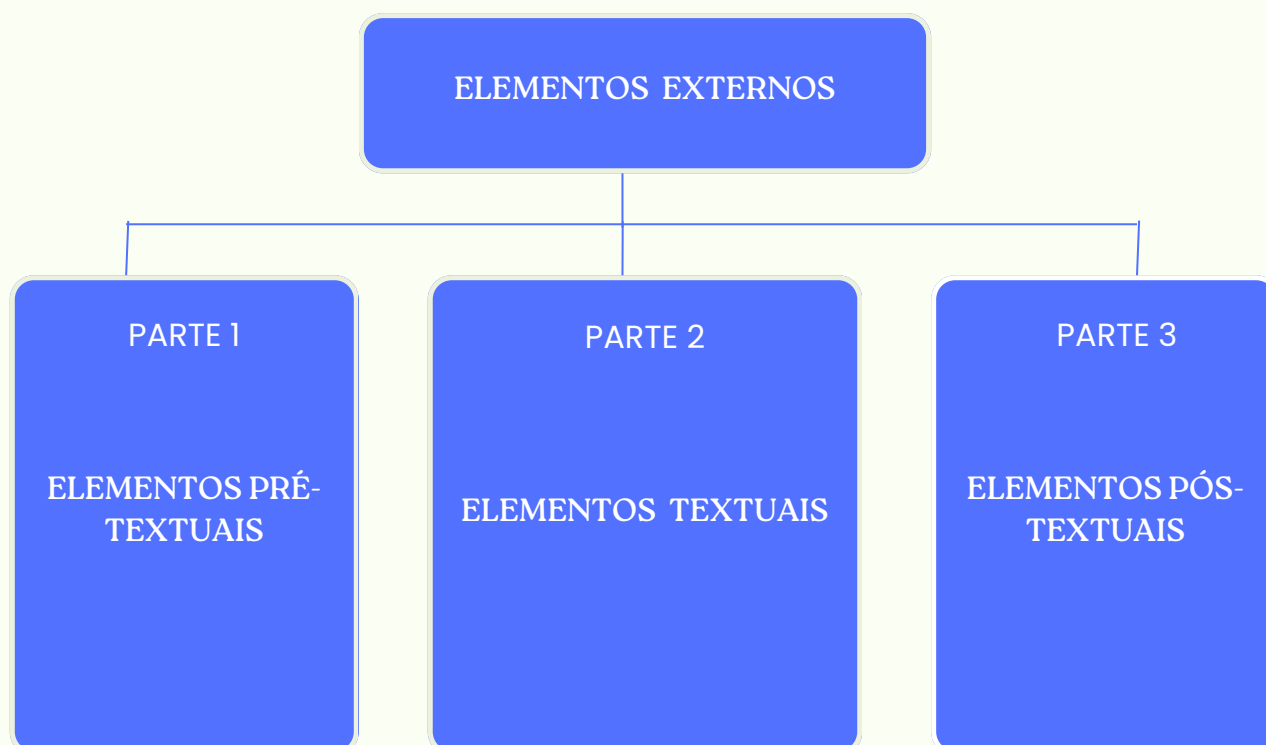 ELEMENTOS EXTERNOS
PARTE 1
ELEMENTOS PRÉ-
TEXTUAIS
PARTE 2
ELEMENTOS TEXTUAIS
PARTE 3
ELEMENTOS PÓS-
TEXTUAIS